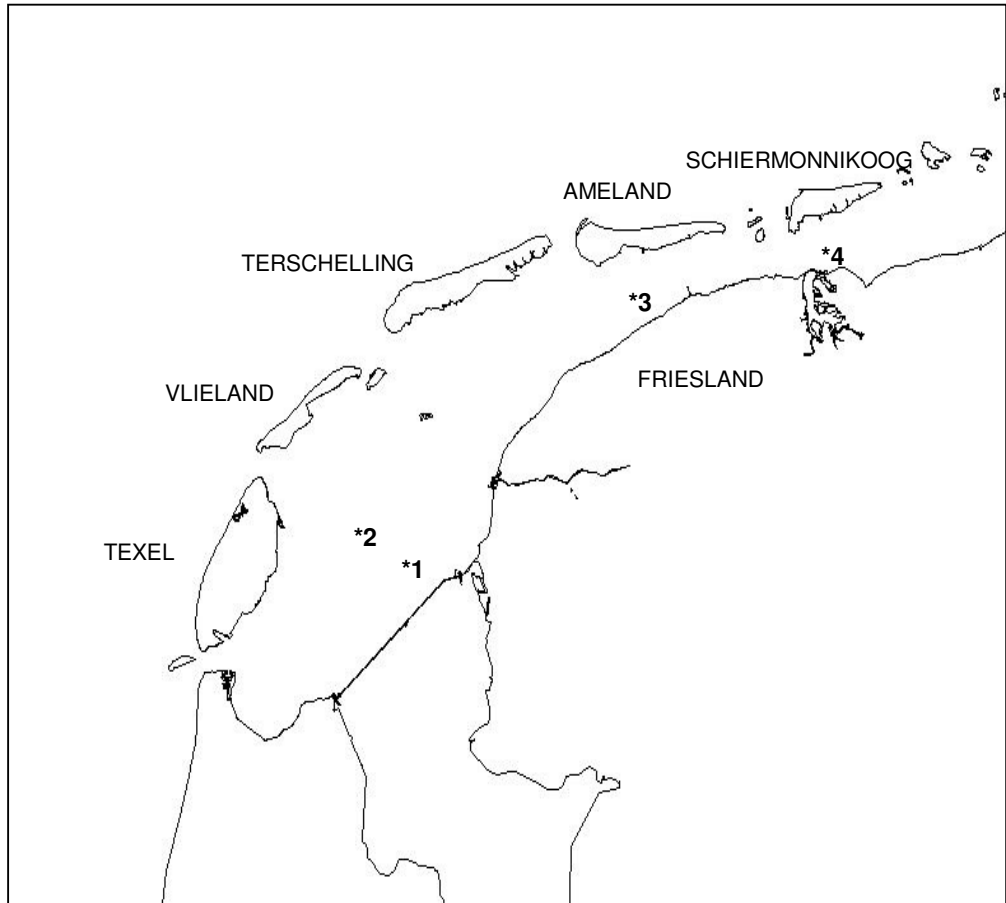 SCHIERMONNIKOOG
AMELAND
TERSCHELLING
*4
*3
FRIESLAND
VLIELAND
*2
TEXEL
*1